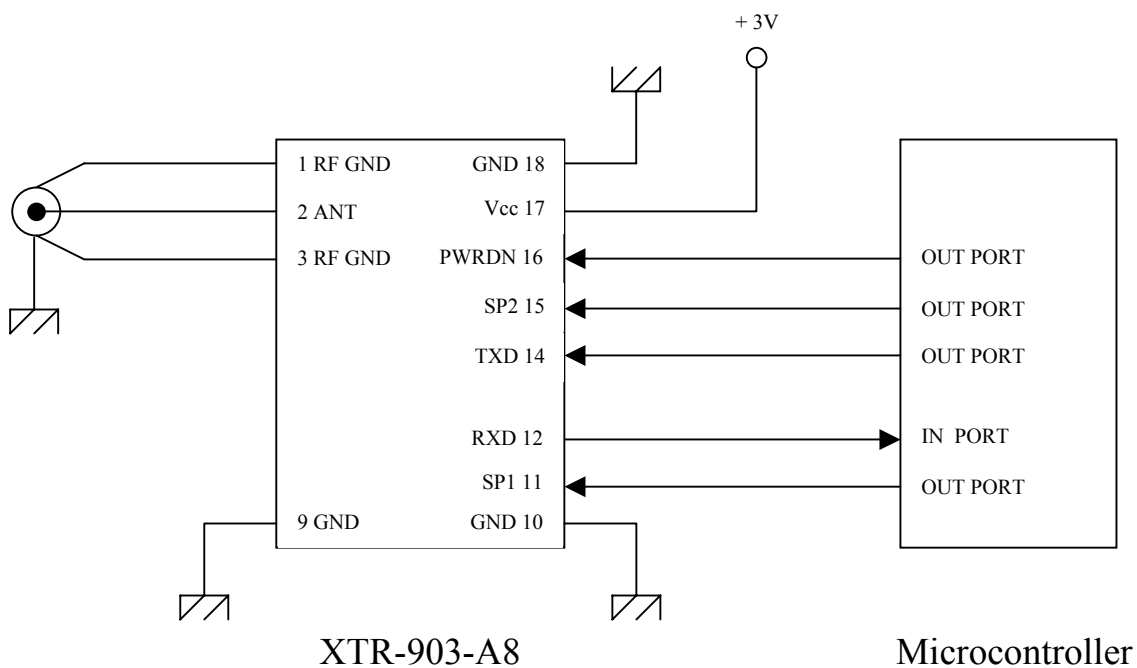 + 3V
1 RF GND
GND 18
2 ANT
Vcc 17
3 RF GND
PWRDN 16
OUT PORT
SP2 15
OUT PORT
TXD 14
OUT PORT
RXD 12
IN PORT
SP1 11
OUT PORT
9 GND
GND 10
XTR-903-A8
Microcontroller